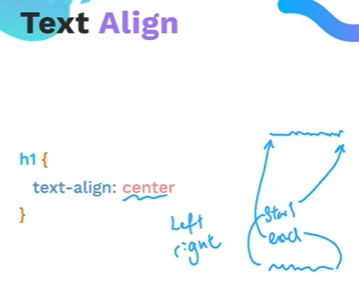 Text Align
h1 {
text-align: center
}
Left
right
start
end